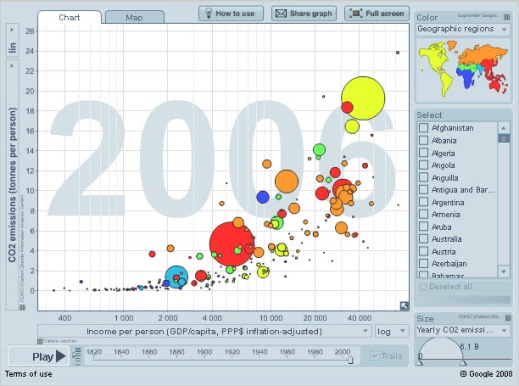 Chart
Map
How to use
Share graph
Full screen
lin
CO2 emissions (tonnes per person)
26
24
22
20
18
16
14
12
10
8
6
4
2
0
2006
400
1 000
2 000
4 000
10 000
20 000
40 000
Income per person (GDP/capita, PPP$ inflation-adjusted)
log
Color
Geographic regions
Select
Afghanistan
Albania
Algeria
Angola
Anguilla
Antigua and Bar...
Argentina
Armenia
Aruba
Australia
Austria
Azerbaijan
Bahamas
Deselect all
Size
Yearly CO2 emissi...
Various sources
Play
1820
1840
1860
1880
1900
1920
1940
1960
1980
2000
Traits
Terms of use
© Google 2008